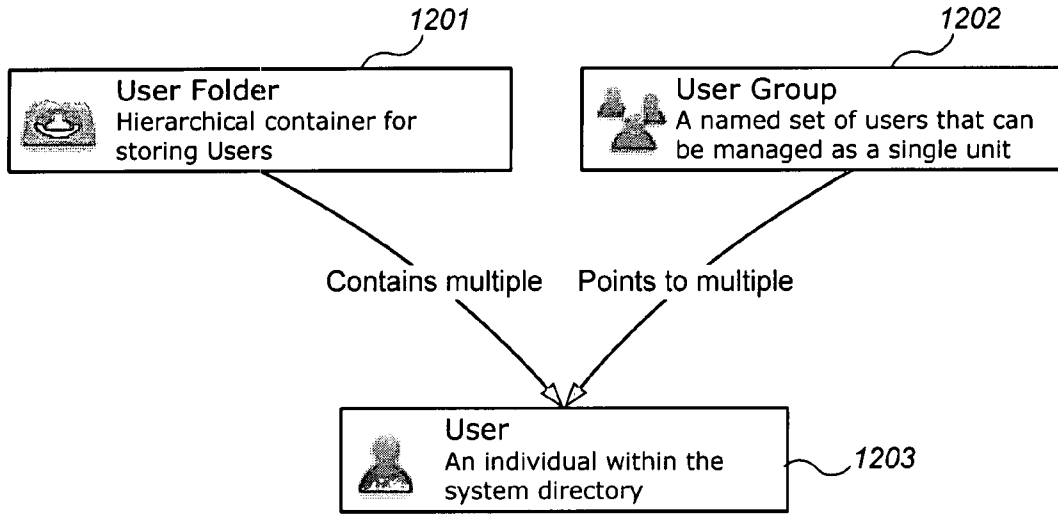 1201
User Folder
Hierarchical container for
storing Users
1202
User Group
A named set of users that can
be managed as a single unit
Contains multiple
Points to multiple
User
An individual within the
system directory
1203